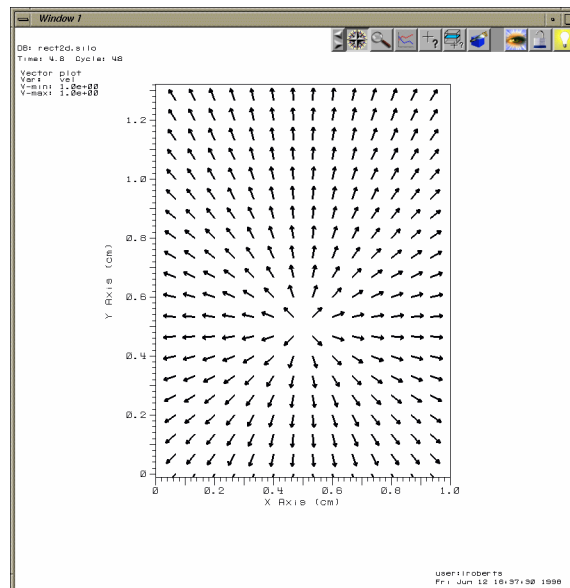 Window 1
DB: rect2d.silo
Time: 4.8 Cycle: 48
Vector plot
Var: vel
V-min: 1.0e+00
V-max: 1.0e+00
1.2
1.0
0.8
0.6
0.4
0.2
0
Y Axis (cm)
0 0.2 0.4 0.6 0.8 1.0
X Axis (cm)
user:lroberts
Fri Jun 12 16:37:30 1998